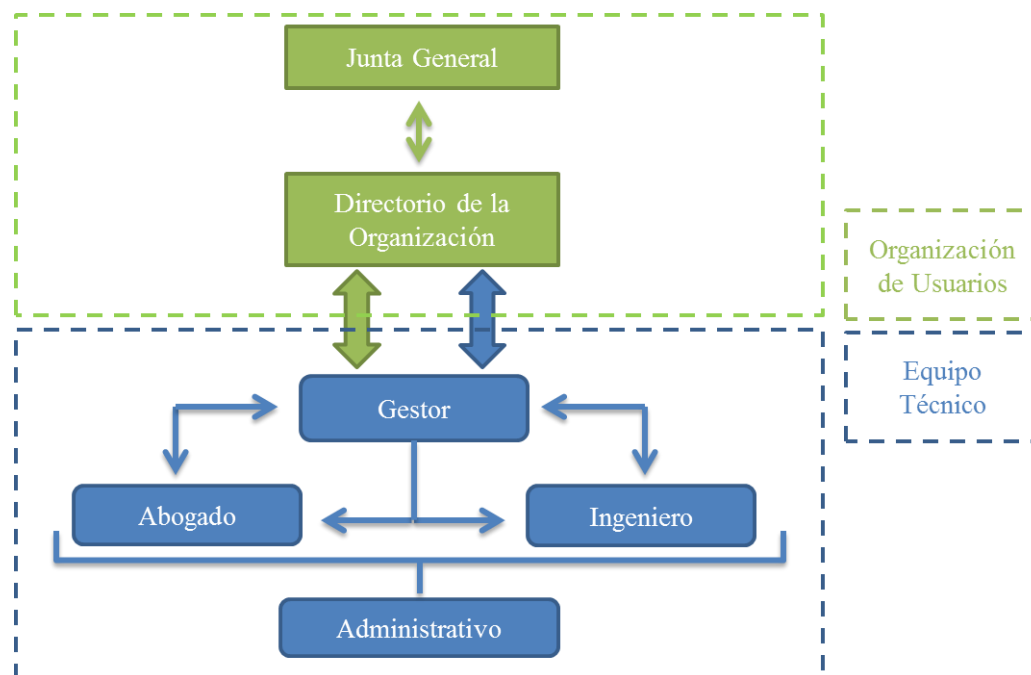 Junta General
Directorio de la
Organización
Organización
de Usuarios
Equipo
Técnico
Gestor
Abogado
Ingeniero
Administrativo